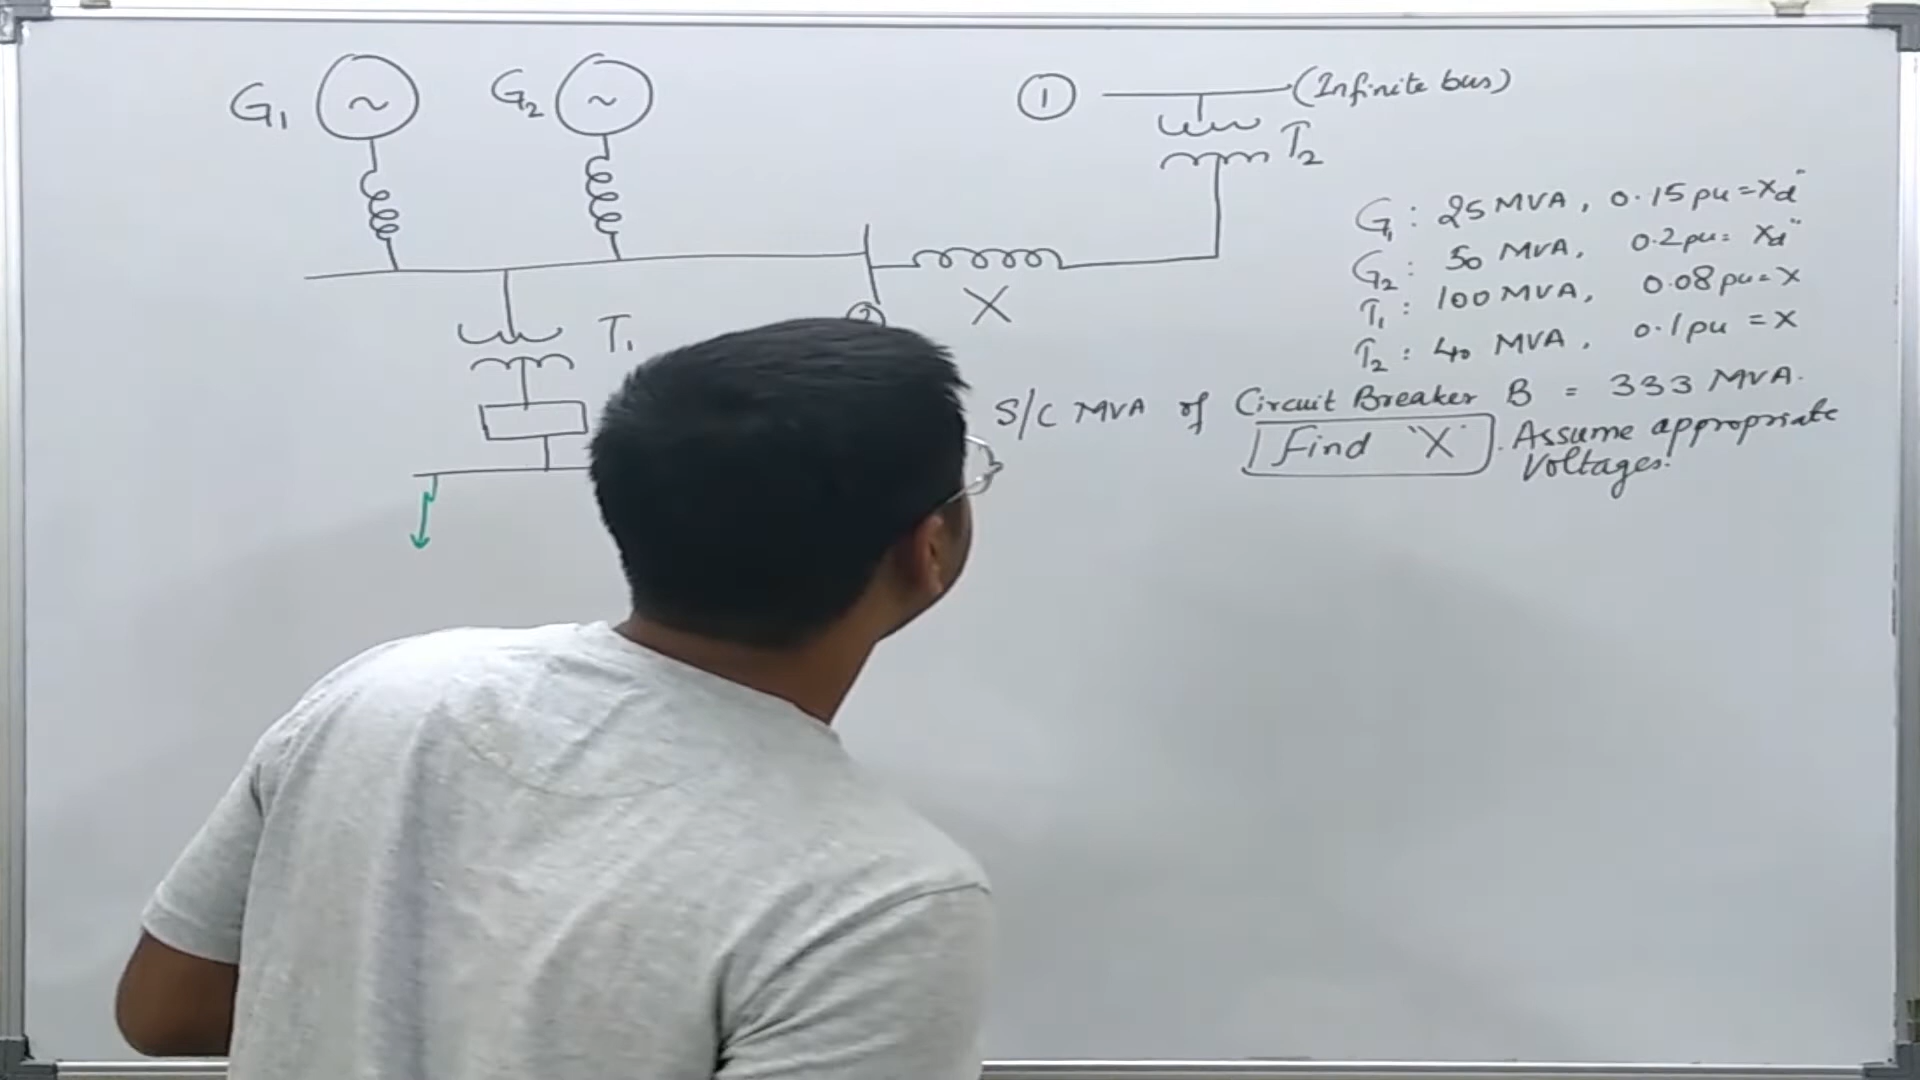 G₁ ~
G₂ ~
① (Infinite bus)
T₂
X
T₁
G₁ : 25 MVA, 0.15 pu = Xd"
G₂ : 50 MVA, 0.2 pu = Xd"
T₁ : 100 MVA, 0.08 pu = X
T₂ : 40 MVA, 0.1 pu = X
S/C MVA of Circuit Breaker B = 333 MVA.
Find 'X'. Assume appropriate
Voltages.